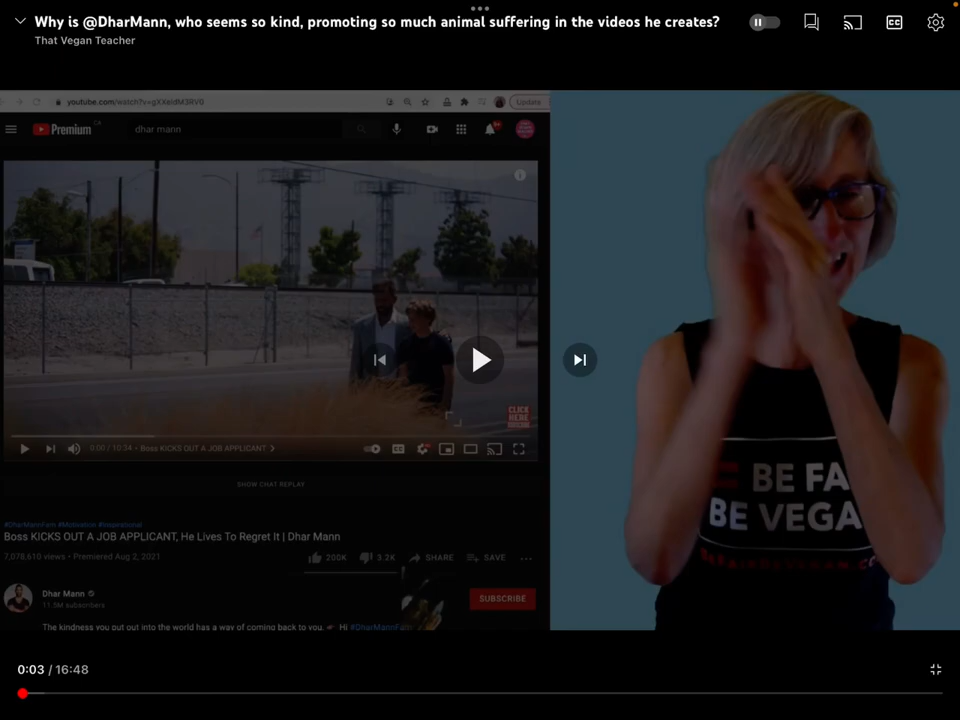 Why is @DharMann, who seems so kind, promoting so much animal suffering in the videos he creates?
That Vegan Teacher
youtube.com/watch?v=
Update
Premium CA
dhar mann
9+
CLICK
HERE
SUBSCRIBE
0:00 / 10:34 • Boss KICKS OUT A JOB APPLICANT
CC
SHOW CHAT REPLAY
#DharMannFam #Motivation #Inspirational
Boss KICKS OUT A JOB APPLICANT, He Lives To Regret It | Dhar Mann
7,078,610 views • Premiered Aug 2, 2021
200K 3.2K SHARE SAVE
Dhar Mann
11.5M subscribers
SUBSCRIBE
The kindness you put out into the world has a way of coming back to you. Hi #DharMannFam
BE FA
BE VEGA
0:03 / 16:48